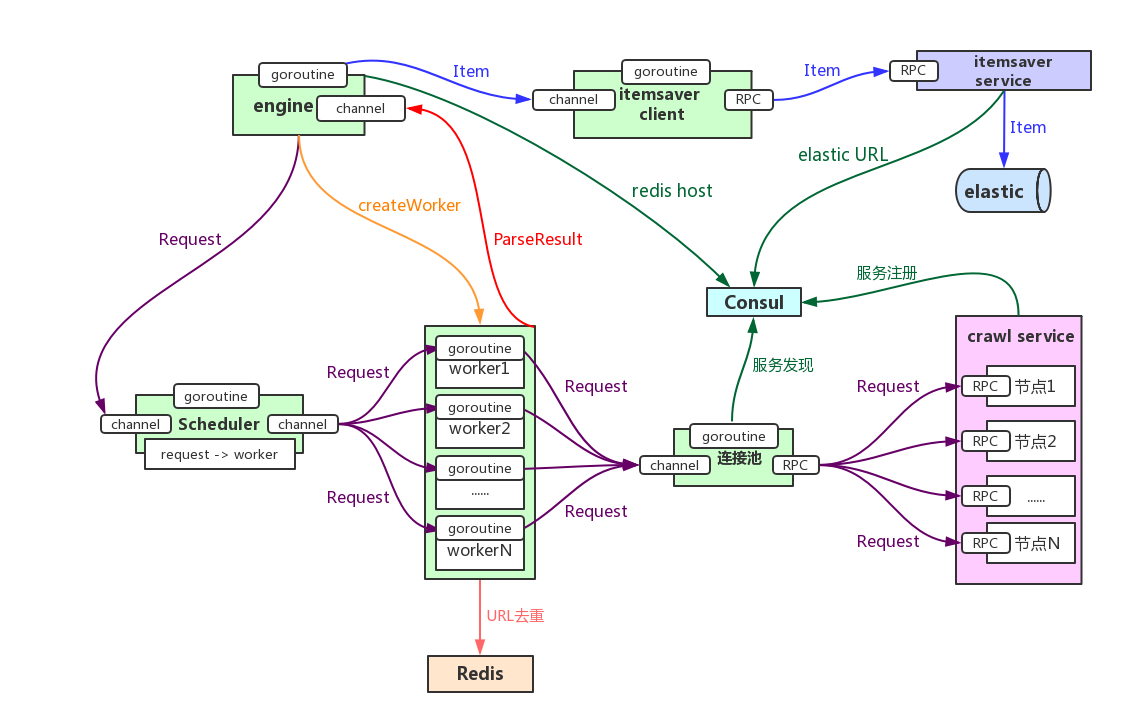 goroutine
engine
channel
Item
channel
goroutine
itemsaver
client
RPC
Item
RPC
itemsaver
service
Item
elastic
elastic URL
redis host
createWorker
ParseResult
Request
Consul
服务注册
服务发现
goroutine
channel
Scheduler
channel
request -> worker
Request
Request
goroutine
worker1
goroutine
worker2
goroutine
......
goroutine
workerN
Request
Request
goroutine
channel
连接池
RPC
Request
Request
crawl service
RPC
节点1
RPC
节点2
RPC
......
RPC
节点N
URL去重
Redis